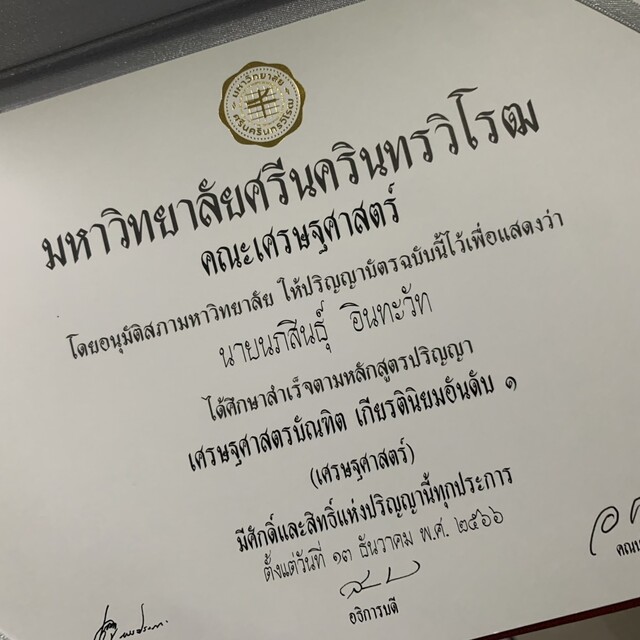 มหาวิทยาลัย
ศรีนครินทรวิโรฒ
มหาวิทยาลัยศรีนครินทรวิโรฒ
คณะเศรษฐศาสตร์
โดยอนุมัติสภามหาวิทยาลัย ให้ปริญญาบัตรฉบับนี้ไว้เพื่อแสดงว่า
นายนภสินธุ์ อินทะวัท
ได้ศึกษาสำเร็จตามหลักสูตรปริญญา
เศรษฐศาสตรบัณฑิต เกียรตินิยมอันดับ ๑
(เศรษฐศาสตร์)
มีศักดิ์และสิทธิ์แห่งปริญญานี้ทุกประการ
ตั้งแต่วันที่ ๑๓ ธันวาคม พ.ศ. ๒๕๖๖
อธิการบดี